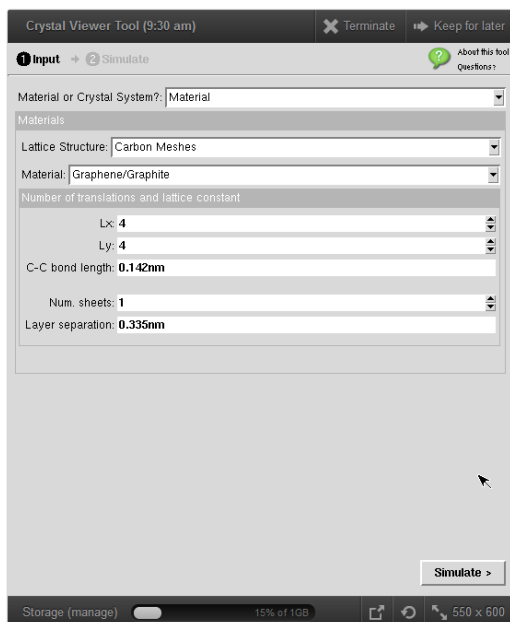 Crystal Viewer Tool (9:30 am) Terminate Keep for later
1 Input → 2 Simulate About this tool
Questions?
Material or Crystal System?: Material
Materials
Lattice Structure: Carbon Meshes
Material: Graphene/Graphite
Number of translations and lattice constant
Lx: 4
Ly: 4
C-C bond length: 0.142nm
Num. sheets: 1
Layer separation: 0.335nm
Simulate >
Storage (manage) 15% of 1GB 550 x 600